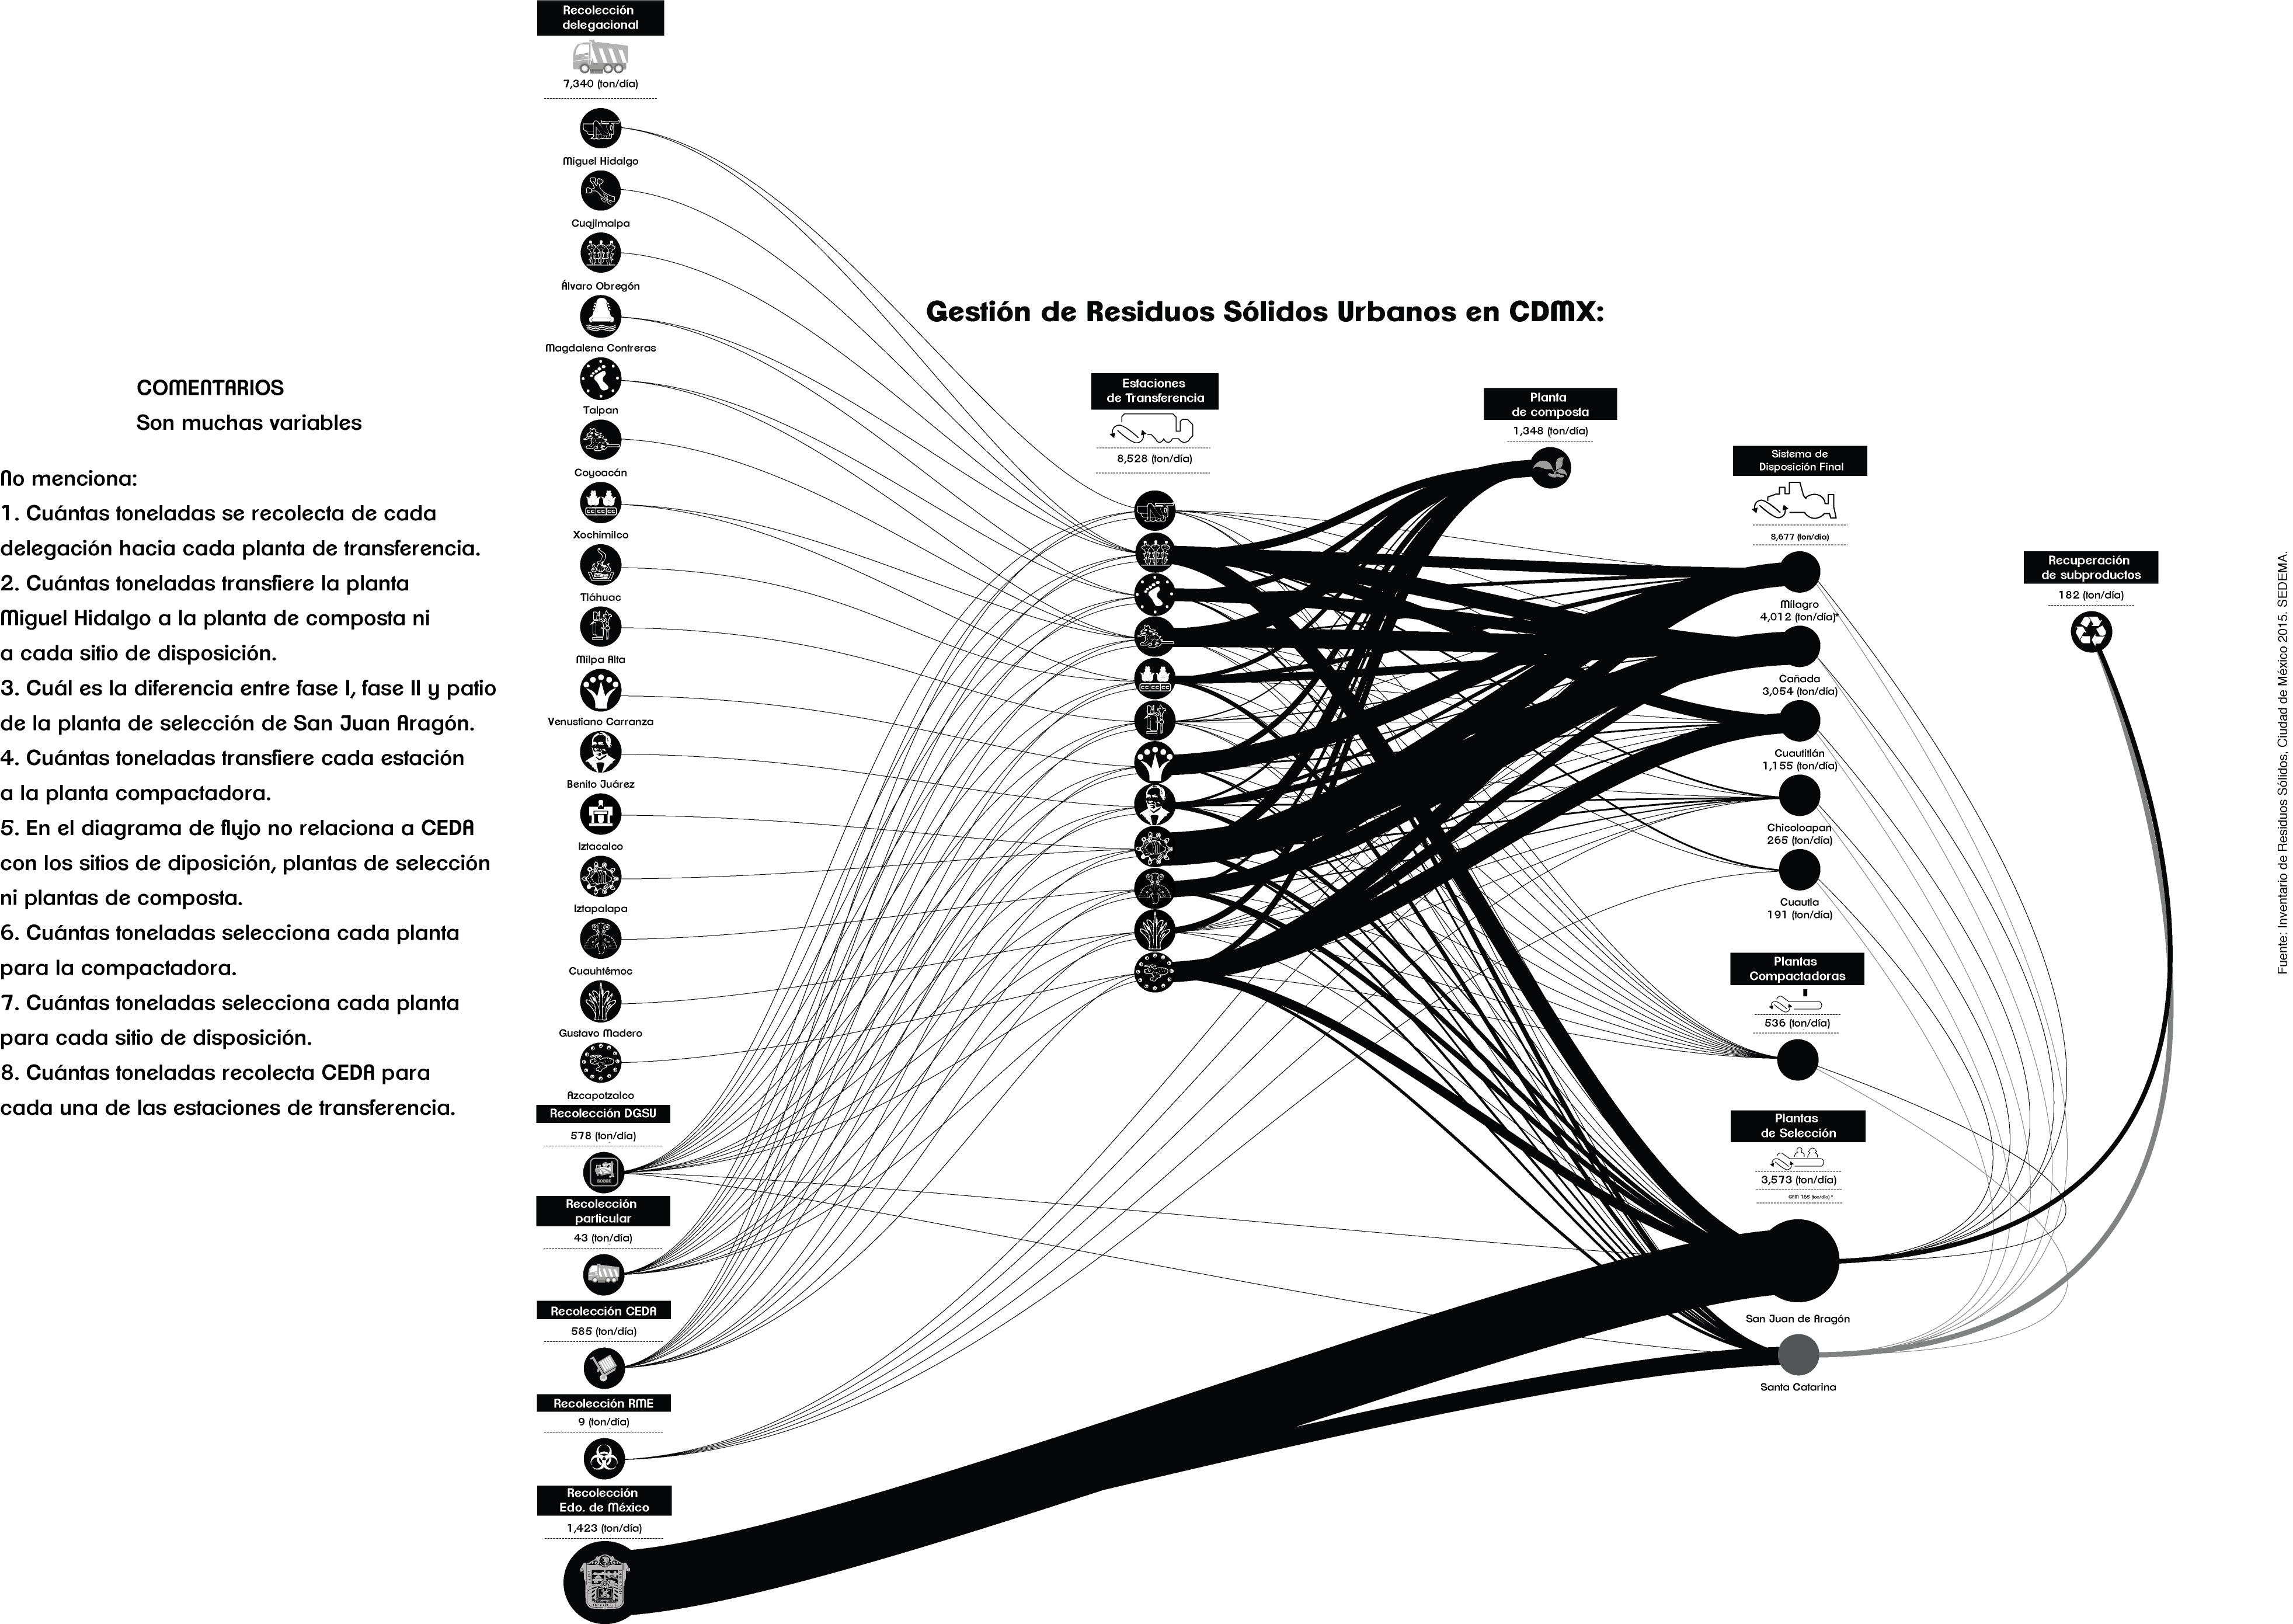 Recolección
delegacional
7,340 (ton/día)
Miguel Hidalgo
Cuajimalpa
Álvaro Obregón
Magdalena Contreras
Talpan
Coyoacán
Xochimilco
Tláhuac
Milpa Alta
Venustiano Carranza
Benito Juárez
Iztacalco
Iztapalapa
Cuauhtémoc
Gustavo Madero
Azcapotzalco
Recolección DGSU
578 (ton/día)
Recolección
particular
43 (ton/día)
Recolección CEDA
585 (ton/día)
Recolección RME
9 (ton/día)
Recolección
Edo. de México
1,423 (ton/día)
COMENTARIOS
Son muchas variables
No menciona:
1. Cuántas toneladas se recolecta de cada
delegación hacia cada planta de transferencia.
2. Cuántas toneladas transfiere la planta
Miguel Hidalgo a la planta de composta ni
a cada sitio de disposición.
3. Cuál es la diferencia entre fase I, fase II y patio
de la planta de selección de San Juan Aragón.
4. Cuántas toneladas transfiere cada estación
a la planta compactadora.
5. En el diagrama de flujo no relaciona a CEDA
con los sitios de diposición, plantas de selección
ni plantas de composta.
6. Cuántas toneladas selecciona cada planta
para la compactadora.
7. Cuántas toneladas selecciona cada planta
para cada sitio de disposición.
8. Cuántas toneladas recolecta CEDA para
cada una de las estaciones de transferencia.
Gestión de Residuos Sólidos Urbanos en CDMX:
Estaciones
de Transferencia
8,528 (ton/día)
Planta
de composta
1,348 (ton/día)
Sistema de
Disposición Final
8,677 (ton/día)
Milagro
4,012 (ton/día)*
Cañada
3,054 (ton/día)
Cuautitlán
1,155 (ton/día)
Chicoloapan
265 (ton/día)
Cuautla
191 (ton/día)
Plantas
Compactadoras
536 (ton/día)
Plantas
de Selección
3,573 (ton/día)
GAM 765 (ton/día) *
San Juan de Aragón
Santa Catarina
Recuperación
de subproductos
182 (ton/día)
Fuente: Inventario de Residuos Sólidos, Ciudad de México 2015. SEDEMA.